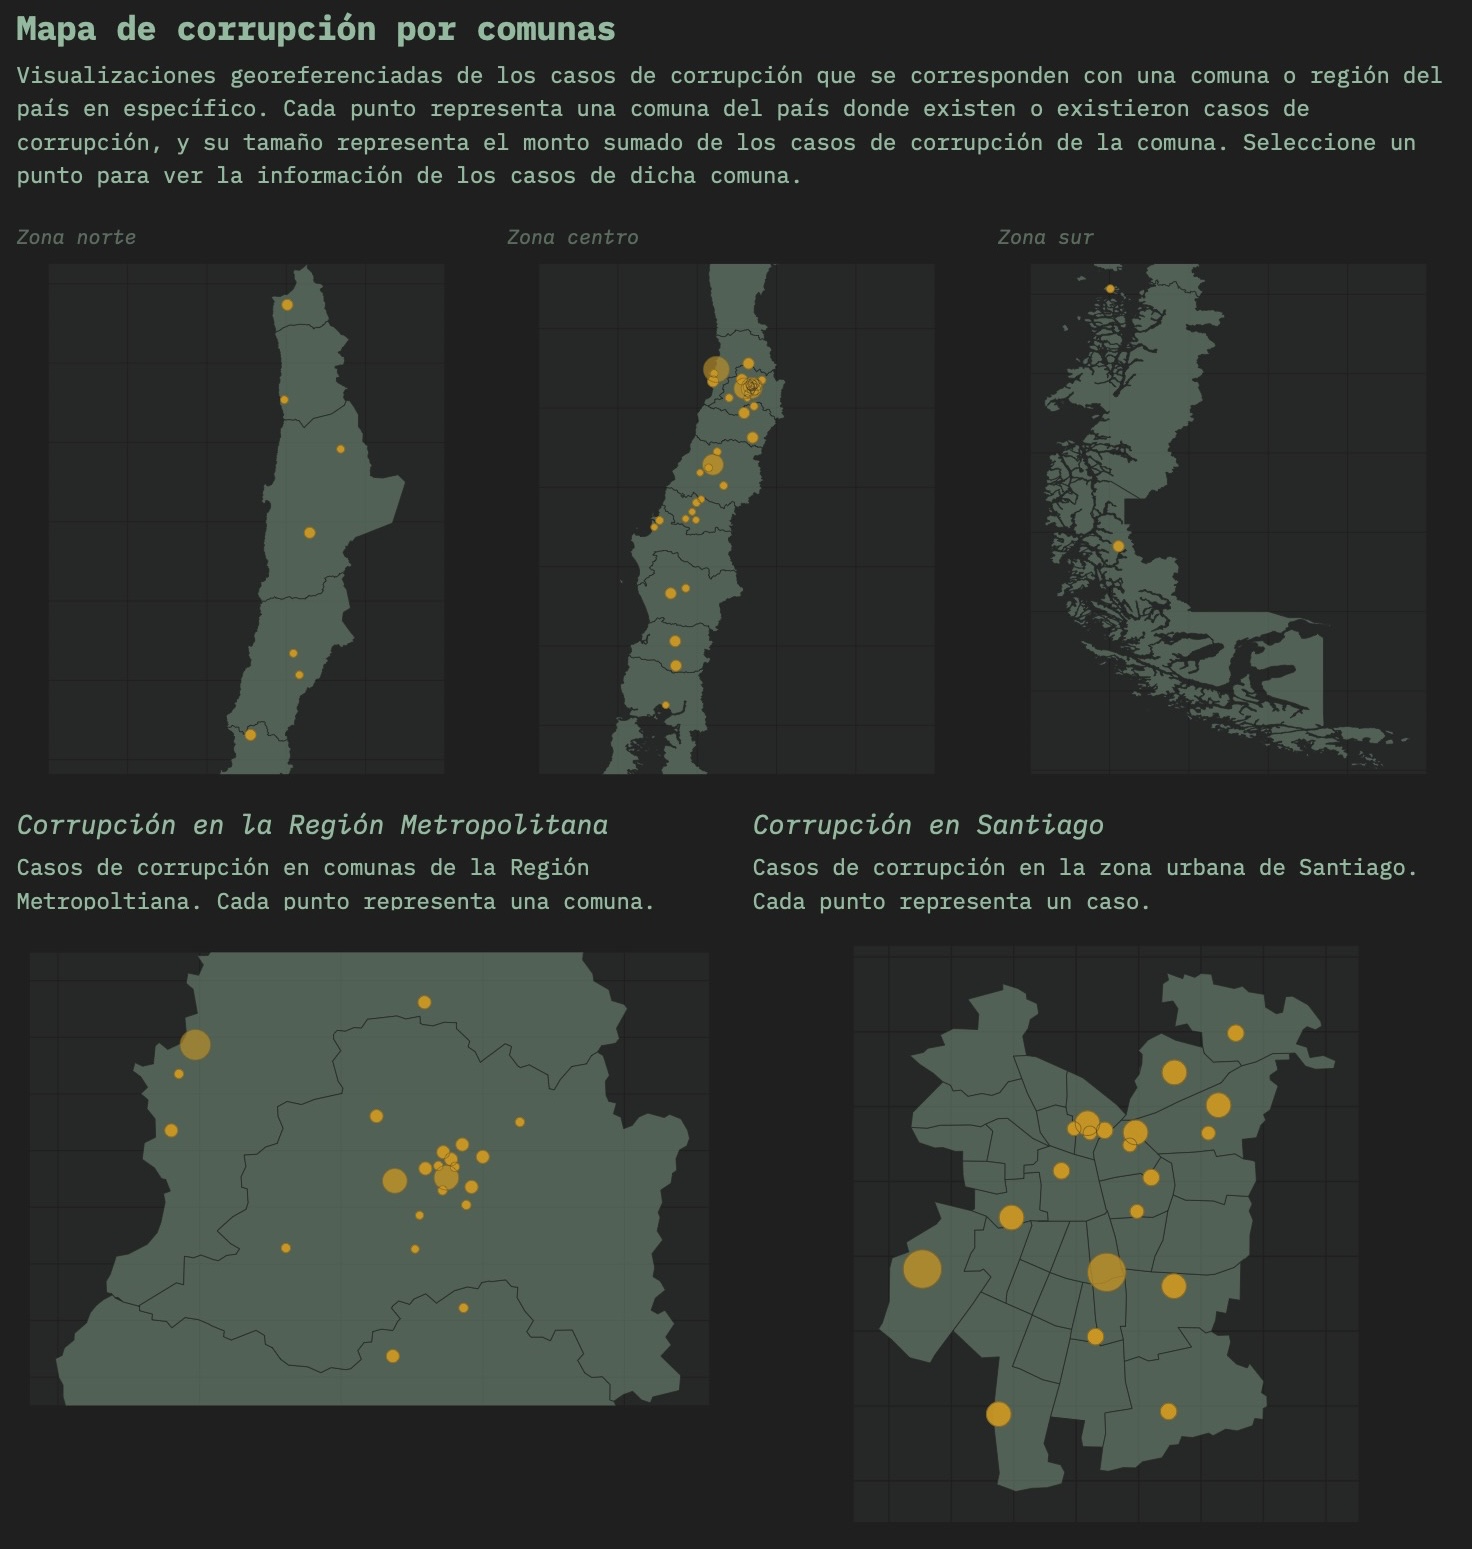 Mapa de corrupción por comunas
Visualizaciones georeferenciadas de los casos de corrupción que se corresponden con una comuna o región del
país en específico. Cada punto representa una comuna del país donde existen o existieron casos de
corrupción, y su tamaño representa el monto sumado de los casos de corrupción de la comuna. Seleccione un
punto para ver la información de los casos de dicha comuna.
Zona norte
Zona centro
Zona sur
Corrupción en la Región Metropolitana
Casos de corrupción en comunas de la Región
Metropoltiana. Cada punto representa una comuna.
Corrupción en Santiago
Casos de corrupción en la zona urbana de Santiago.
Cada punto representa un caso.